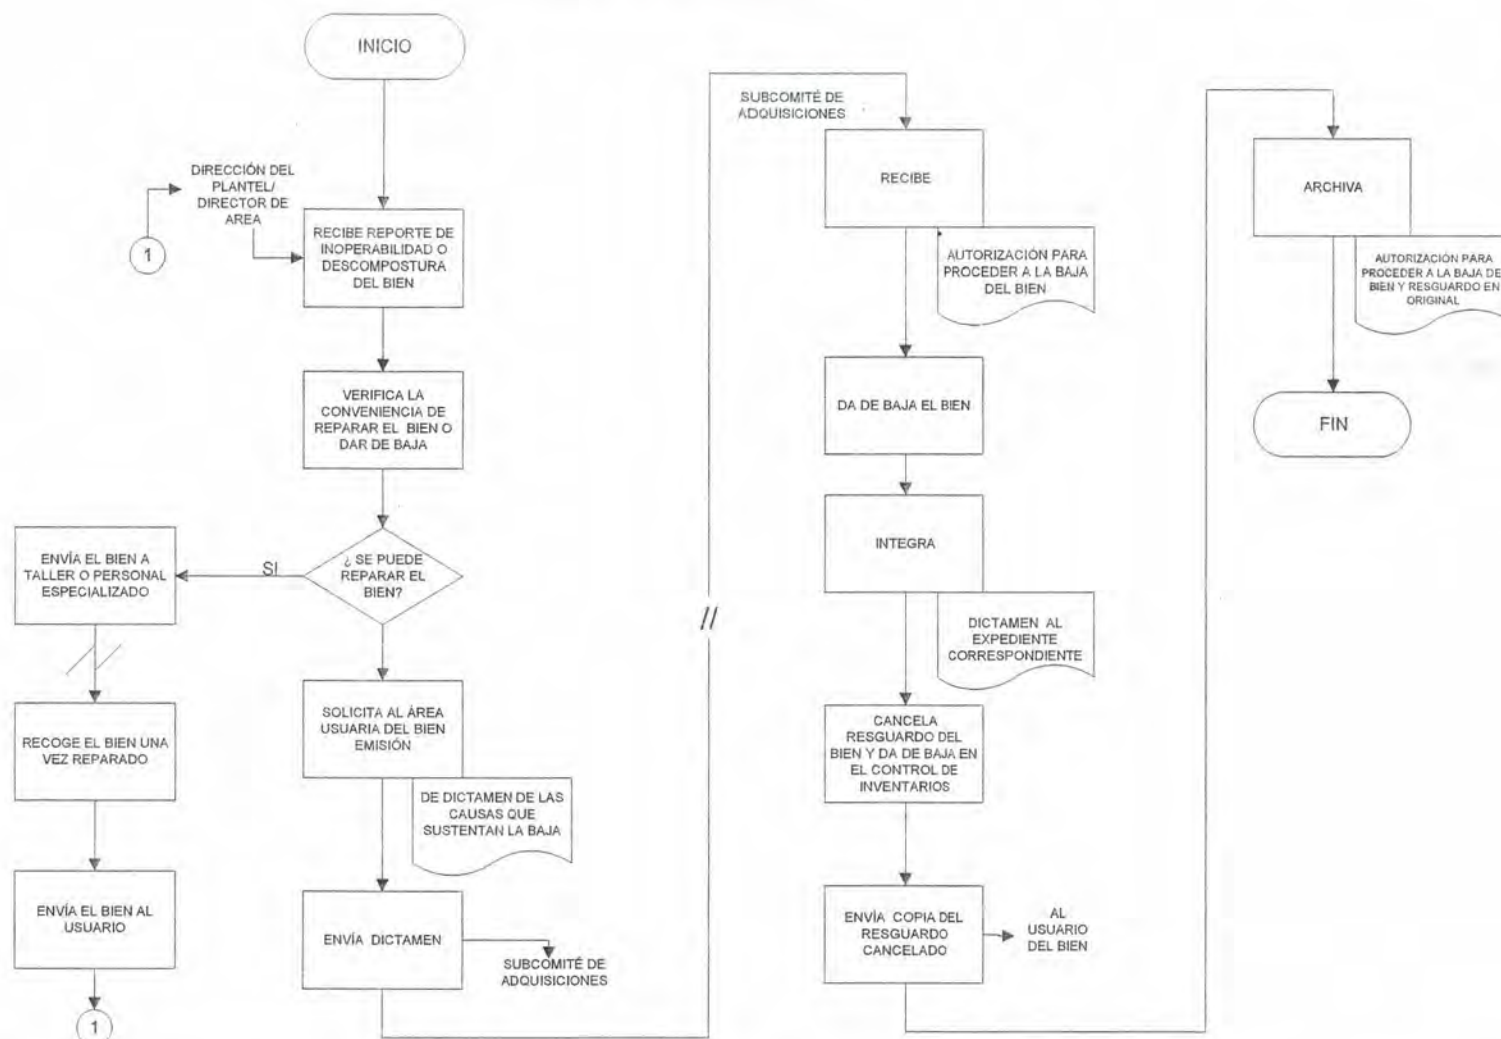 INICIO
DIRECCIÓN DEL
PLANTEL/
DIRECTOR DE
AREA
1
RECIBE REPORTE DE
INOPERABILIDAD O
DESCOMPOSTURA
DEL BIEN
VERIFICA LA
CONVENIENCIA DE
REPARAR EL BIEN O
DAR DE BAJA
¿ SE PUEDE
REPARAR EL
BIEN?
SI
ENVÍA EL BIEN A
TALLER O PERSONAL
ESPECIALIZADO
RECOGE EL BIEN UNA
VEZ REPARADO
ENVÍA EL BIEN AL
USUARIO
1
SOLICITA AL ÁREA
USUARIA DEL BIEN
EMISIÓN
DE DICTAMEN DE LAS
CAUSAS QUE
SUSTENTAN LA BAJA
ENVÍA DICTAMEN
SUBCOMITÉ DE
ADQUISICIONES
//
SUBCOMITÉ DE
ADQUISICIONES
RECIBE
AUTORIZACIÓN PARA
PROCEDER A LA BAJA
DEL BIEN
DA DE BAJA EL BIEN
INTEGRA
DICTAMEN AL
EXPEDIENTE
CORRESPONDIENTE
CANCELA
RESGUARDO DEL
BIEN Y DA DE BAJA EN
EL CONTROL DE
INVENTARIOS
ENVÍA COPIA DEL
RESGUARDO
CANCELADO
AL
USUARIO
DEL BIEN
ARCHIVA
AUTORIZACIÓN PARA
PROCEDER A LA BAJA DE
BIEN Y RESGUARDO EN
ORIGINAL
FIN